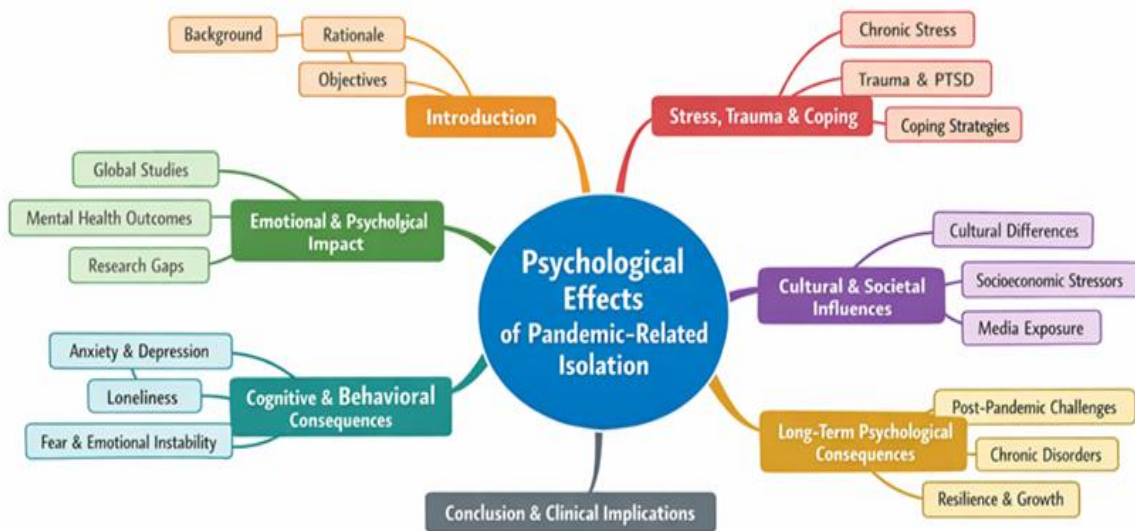 Psychological
Effects
of Pandemic-Related
Isolation
Introduction
Background
Rationale
Objectives
Stress, Trauma & Coping
Chronic Stress
Trauma & PTSD
Coping Strategies
Emotional & Psycholgical
Impact
Global Studies
Mental Health Outcomes
Research Gaps
Cultural & Societal
Influences
Cultural Differences
Socioeconomic Stressors
Media Exposure
Cognitive & Behavioral
Consequences
Anxiety & Depression
Loneliness
Fear & Emotional Instability
Long-Term Psychological
Consequences
Post-Pandemic Challenges
Chronic Disorders
Resilience & Growth
Conclusion & Clinical Implications